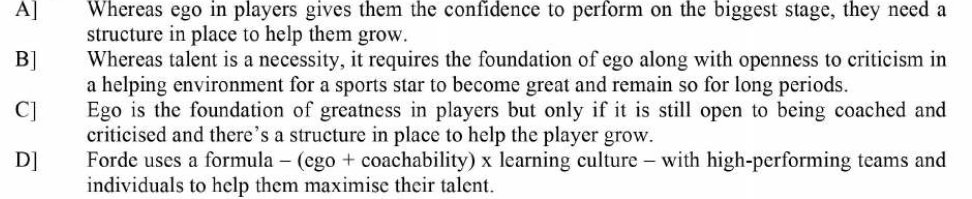 A] Whereas ego in players gives them the confidence to perform on the biggest stage, they need a
structure in place to help them grow.
B] Whereas talent is a necessity, it requires the foundation of ego along with openness to criticism in
a helping environment for a sports star to become great and remain so for long periods.
C] Ego is the foundation of greatness in players but only if it is still open to being coached and
criticised and there's a structure in place to help the player grow.
D] Forde uses a formula – (ego + coachability) x learning culture – with high-performing teams and
individuals to help them maximise their talent.